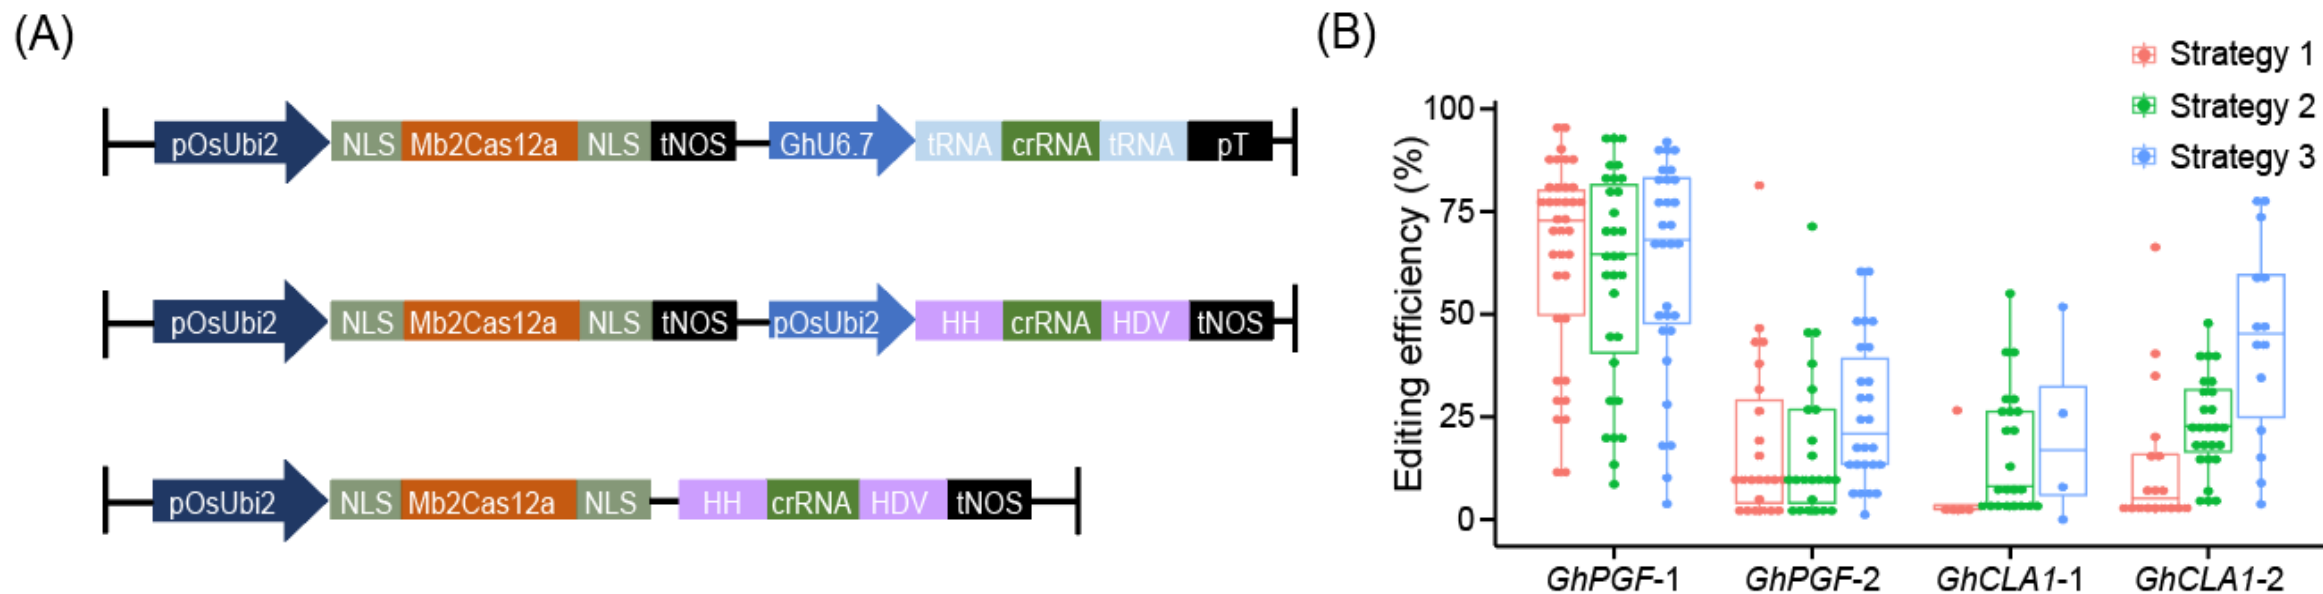 (A)
pOsUbi2 NLS Mb2Cas12a NLS tNOS GhU6.7 tRNA crRNA tRNA pT
pOsUbi2 NLS Mb2Cas12a NLS tNOS pOsUbi2 HH crRNA HDV tNOS
pOsUbi2 NLS Mb2Cas12a NLS HH crRNA HDV tNOS
(B)
Strategy 1
Strategy 2
Strategy 3
Editing efficiency (%)
100
75
50
25
0
GhPGF-1 GhPGF-2 GhCLA1-1 GhCLA1-2